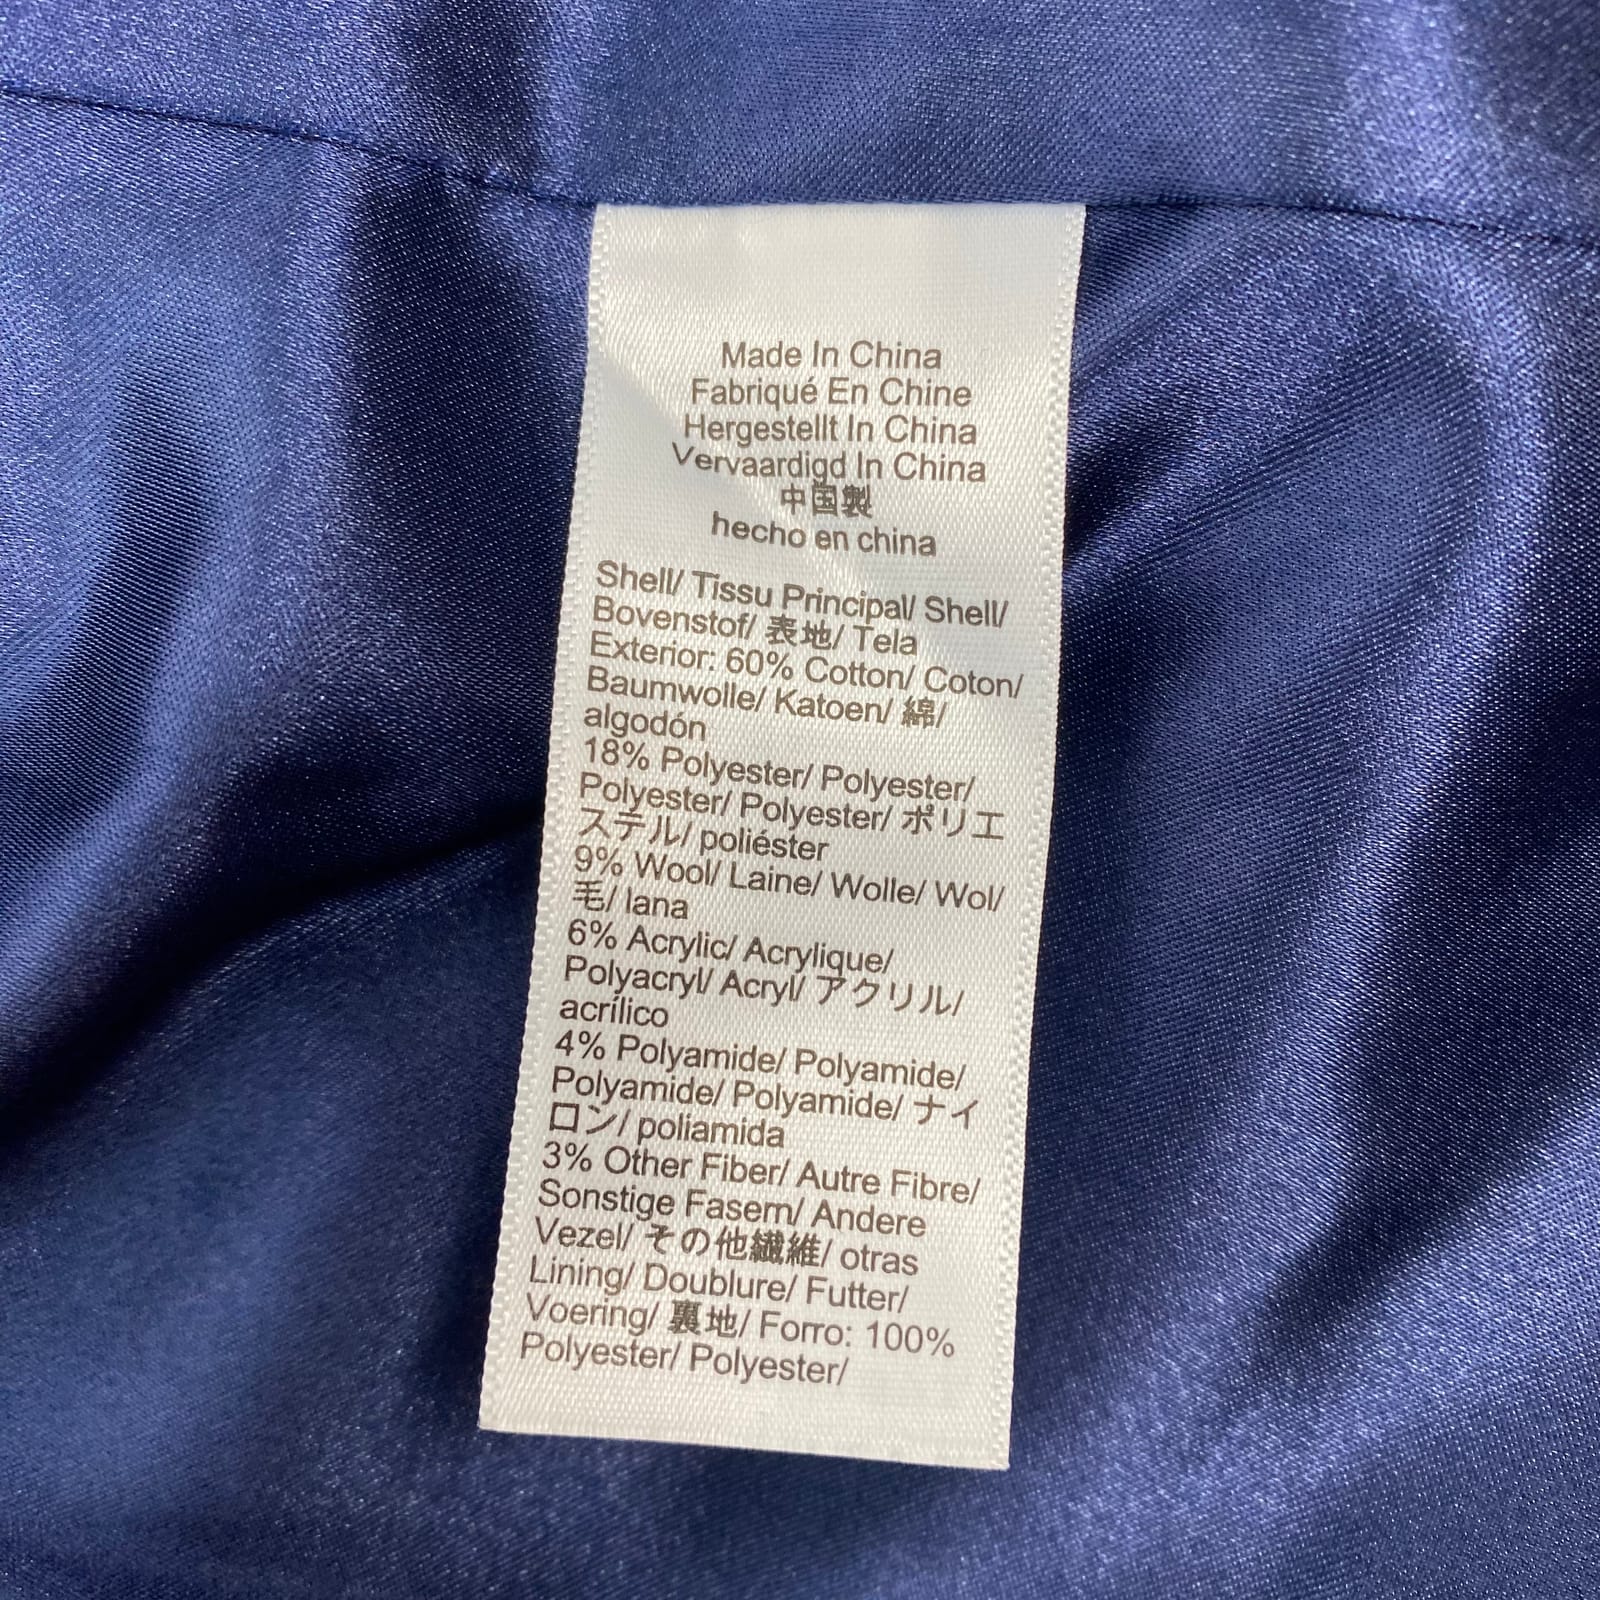 Made In China
Fabriqué En Chine
Hergestellt In China
Vervaardigd In China
中国製
hecho en china
Shell/ Tissu Principal/ Shell/
Bovenstof/ 表地/ Tela
Exterior: 60% Cotton/ Coton/
Baumwolle/ Katoen/ 綿/
algodón
18% Polyester/ Polyester/
Polyester/ Polyester/ ポリエ
ステル/ poliéster
9% Wool/ Laine/ Wolle/ Wol/
毛/ lana
6% Acrylic/ Acrylique/
Polyacryl/ Acryl/ アクリル/
acrílico
4% Polyamide/ Polyamide/
Polyamide/ Polyamide/ ナイ
ロン/ poliamida
3% Other Fiber/ Autre Fibre/
Sonstige Fasern/ Andere
Vezel/ その他繊維/ otras
Lining/ Doublure/ Futter/
Voering/ 裏地/ Forro: 100%
Polyester/ Polyester/